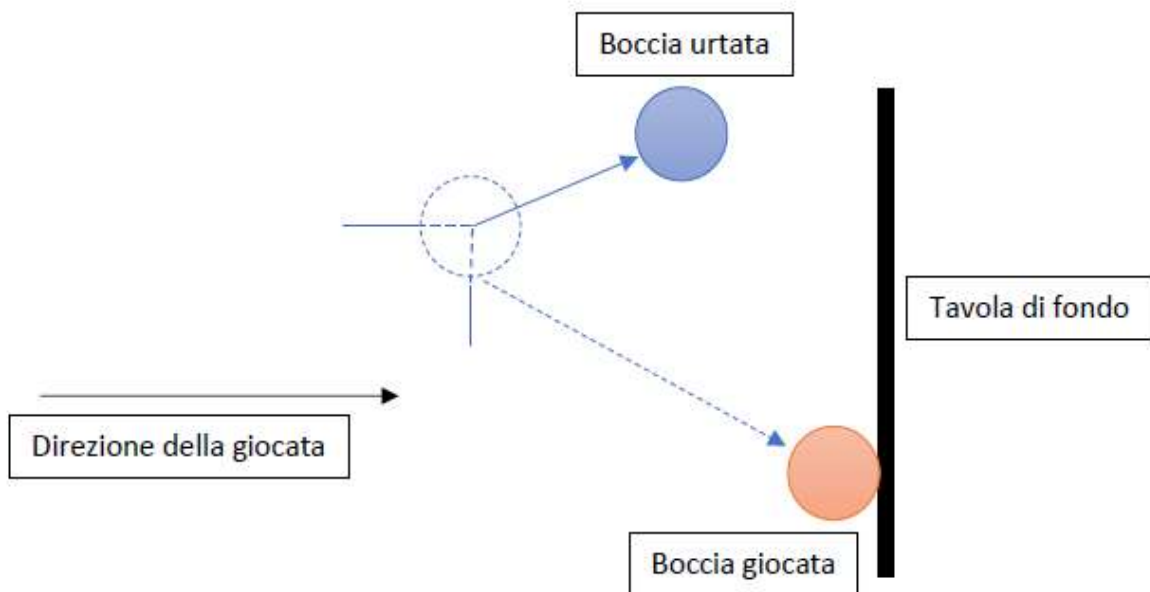 Boccia urtata
Tavola di fondo
Direzione della giocata
Boccia giocata